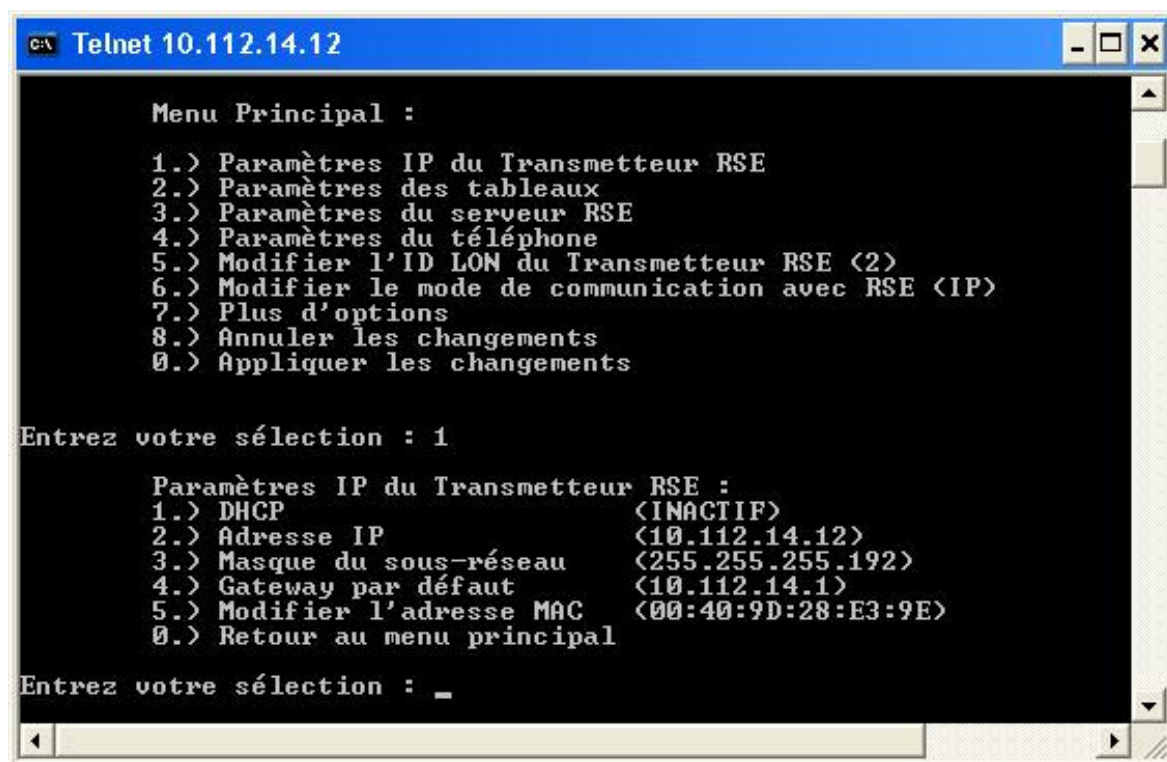 Telnet 10.112.14.12
Menu Principal :
1.) Paramètres IP du Transmetteur RSE
2.) Paramètres des tableaux
3.) Paramètres du serveur RSE
4.) Paramètres du téléphone
5.) Modifier l'ID LON du Transmetteur RSE (2)
6.) Modifier le mode de communication avec RSE (IP)
7.) Plus d'options
8.) Annuler les changements
0.) Appliquer les changements
Entrez votre sélection : 1
Paramètres IP du Transmetteur RSE :
1.) DHCP (INACTIF)
2.) Adresse IP (10.112.14.12)
3.) Masque du sous-réseau (255.255.255.192)
4.) Gateway par défaut (10.112.14.1)
5.) Modifier l'adresse MAC (00:40:9D:28:E3:9E)
0.) Retour au menu principal
Entrez votre sélection : _